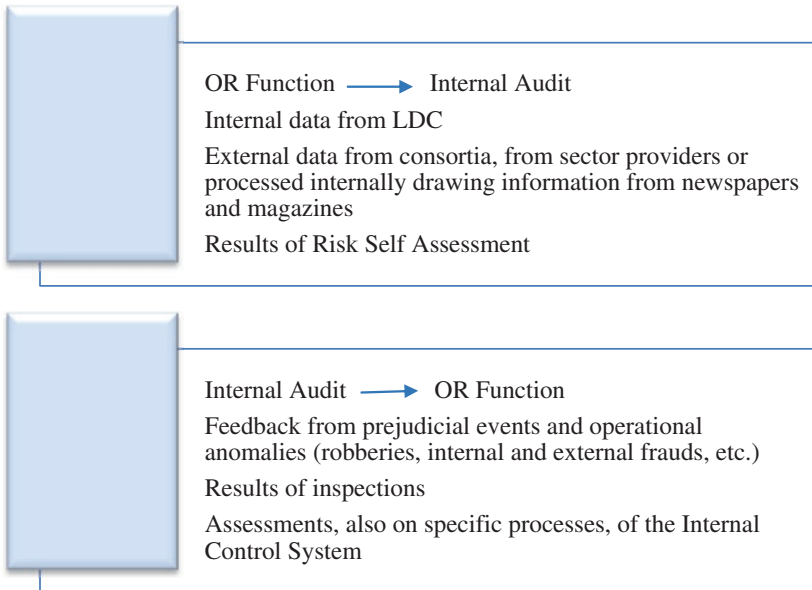 OR Function Internal Audit
Internal data from LDC
External data from consortia, from sector providers or
processed internally drawing information from newspapers
and magazines
Results of Risk Self Assessment
Internal Audit OR Function
Feedback from prejudicial events and operational
anomalies (robberies, internal and external frauds, etc.)
Results of inspections
Assessments, also on specific processes, of the Internal
Control System